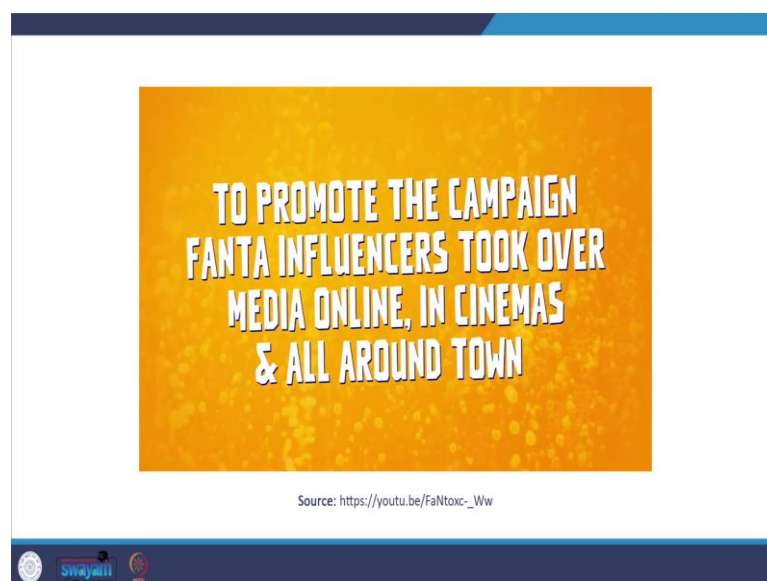 TO PROMOTE THE CAMPAIGN
FANTA INFLUENCERS TOOK OVER
MEDIA ONLINE, IN CINEMAS
& ALL AROUND TOWN
Source: https://youtu.be/FaNtoxc-_Ww
swayam